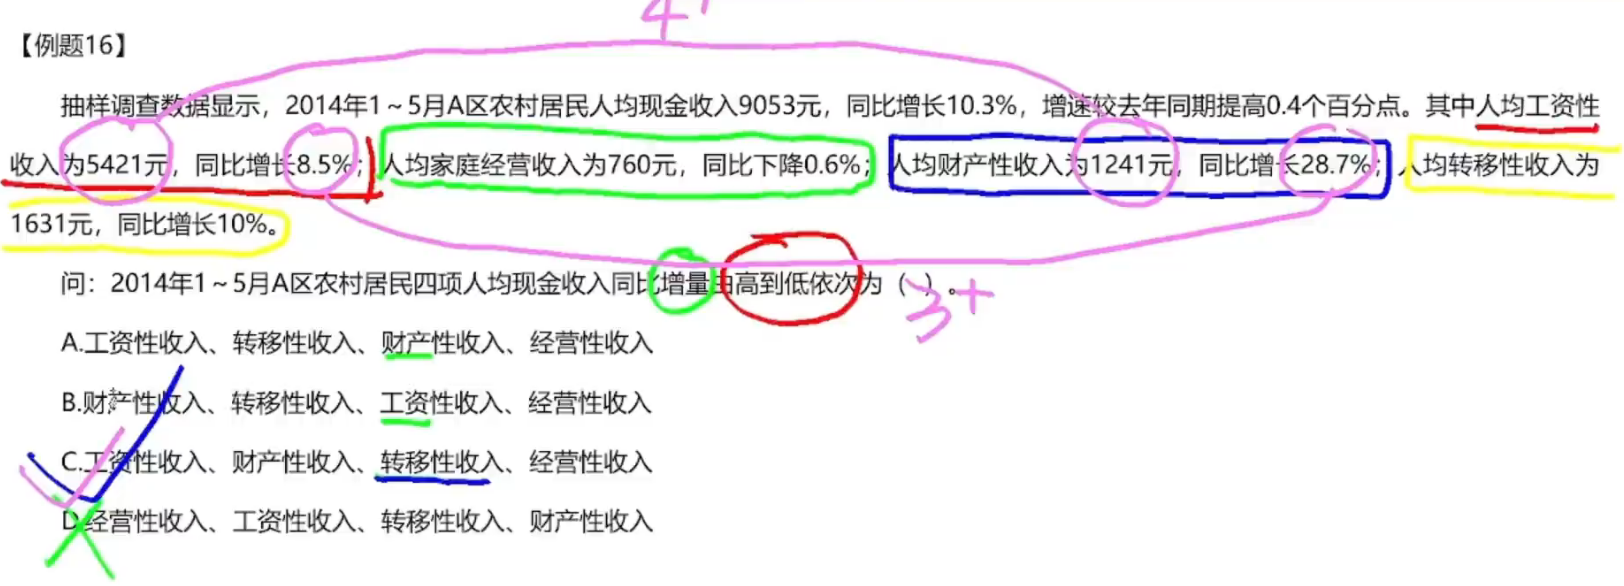 4+
【例题16】
抽样调查数据显示，2014年1～5月A区农村居民人均现金收入9053元，同比增长10.3%，增速较去年同期提高0.4个百分点。其中人均工资性
收入为5421元，同比增长8.5%；人均家庭经营收入为760元，同比下降0.6%；人均财产性收入为1241元，同比增长28.7%；人均转移性收入为
1631元，同比增长10%。
问：2014年1～5月A区农村居民四项人均现金收入同比增量由高到低依次为（ ）。
3+
A.工资性收入、转移性收入、财产性收入、经营性收入
B.财产性收入、转移性收入、工资性收入、经营性收入
C.工资性收入、财产性收入、转移性收入、经营性收入
D.经营性收入、工资性收入、转移性收入、财产性收入